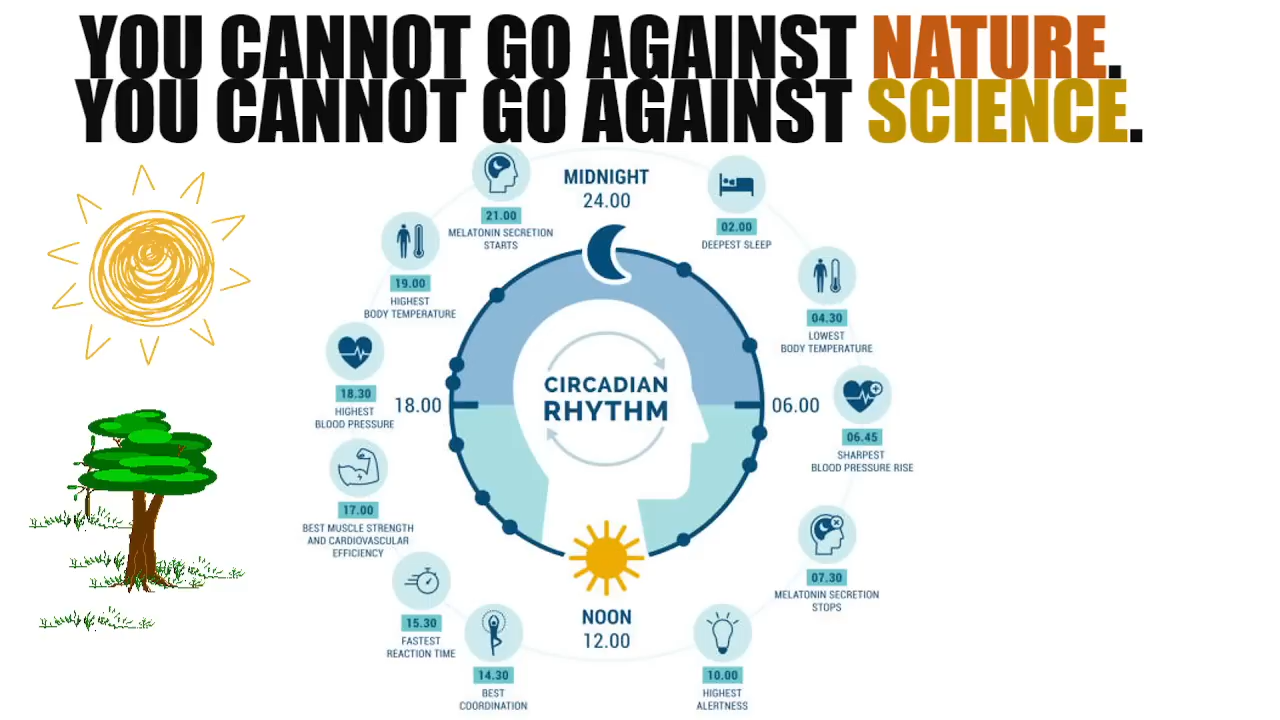 YOU CANNOT GO AGAINST NATURE.
YOU CANNOT GO AGAINST SCIENCE.
MIDNIGHT
24.00
02.00
DEEPEST SLEEP
04.30
LOWEST
BODY TEMPERATURE
06.00
06.45
SHARPEST
BLOOD PRESSURE RISE
07.30
MELATONIN SECRETION
STOPS
10.00
HIGHEST
ALERTNESS
NOON
12.00
14.30
BEST
COORDINATION
15.30
FASTEST
REACTION TIME
17.00
BEST MUSCLE STRENGTH
AND CARDIOVASCULAR
EFFICIENCY
18.00
18.30
HIGHEST
BLOOD PRESSURE
19.00
HIGHEST
BODY TEMPERATURE
21.00
MELATONIN SECRETION
STARTS
CIRCADIAN
RHYTHM